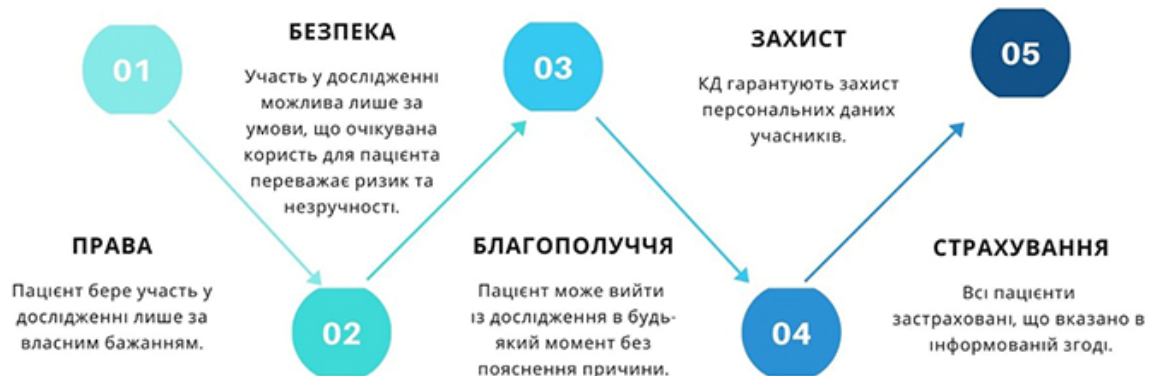 01
ПРАВА
Пацієнт бере участь у
дослідженні лише за
власним бажанням.
БЕЗПЕКА
Участь у дослідженні
можлива лише за
умови, що очікувана
користь для пацієнта
переважає ризик та
незручності.
02
03
БЛАГОПОЛУЧЧЯ
Пацієнт може вийти
із дослідження в будь-
який момент без
пояснення причини.
ЗАХИСТ
КД гарантують захист
персональних даних
учасників.
04
05
СТРАХУВАННЯ
Всі пацієнти
застраховані, що вказано в
інформованій згоді.